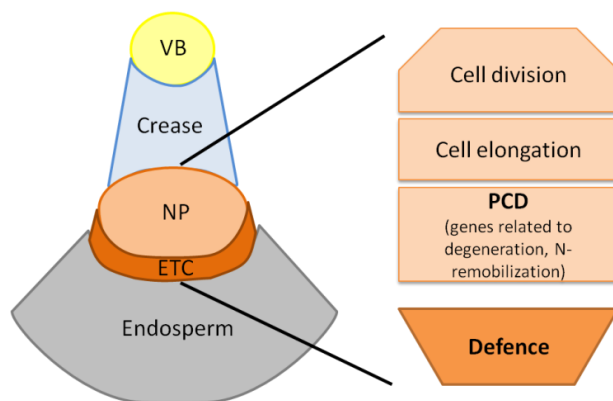 VB
Crease
NP
ETC
Endosperm
Cell division
Cell elongation
PCD
(genes related to
degeneration, N-
remobilization)
Defence